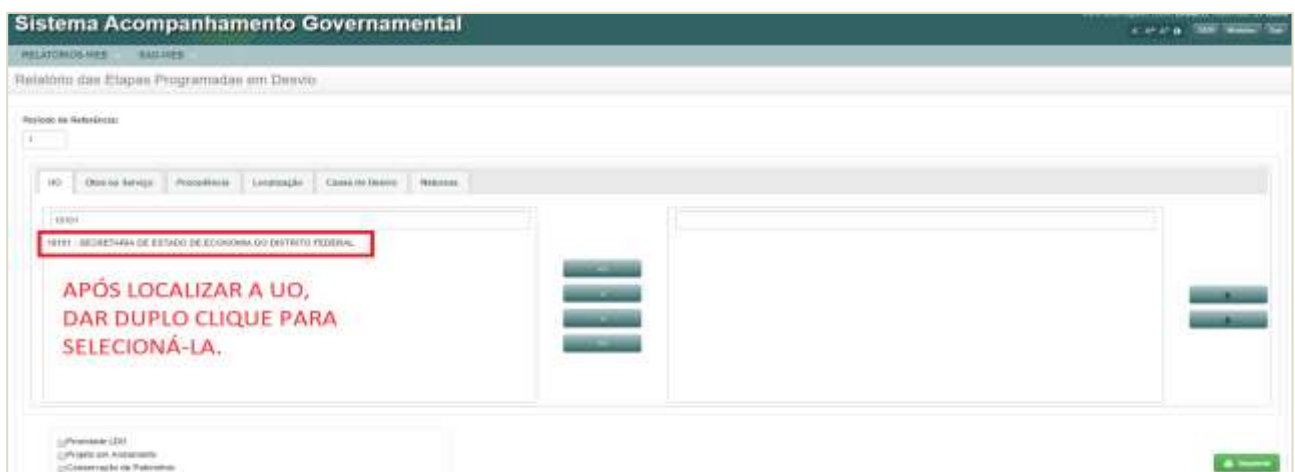 Sistema Acompanhamento Governamental
RELATÓRIOS-WEB SAG-WEB
Relatório das Etapas Programadas em Desvio
Período de Referência:
UO Obra ou Serviço Procedência Localização Causa do Desvio Natureza
SECRETARIA DE ESTADO DE ECONOMIA DO DISTRITO FEDERAL
APÓS LOCALIZAR A UO,
DAR DUPLO CLIQUE PARA
SELECIONÁ-LA.
Prioridade LDO
Projeto em Andamento
Conservação de Patrimônio